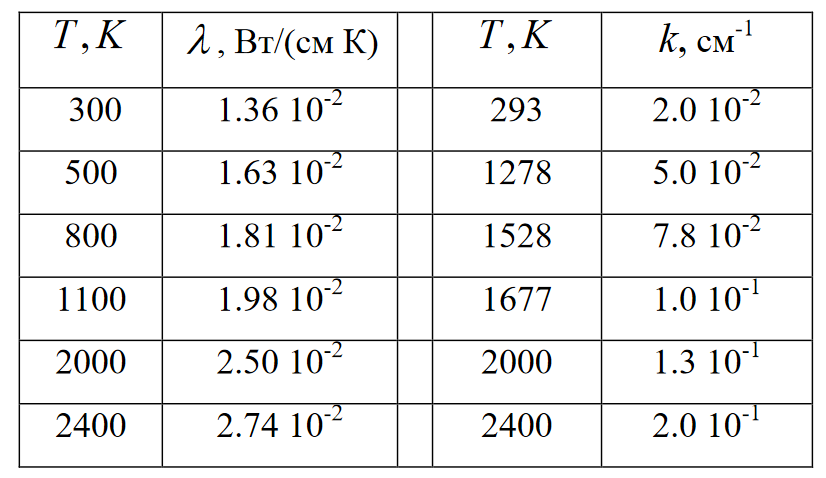 T, K λ, Вт/(см К) T, K k, см⁻¹
300 1.36 10⁻² 293 2.0 10⁻²
500 1.63 10⁻² 1278 5.0 10⁻²
800 1.81 10⁻² 1528 7.8 10⁻²
1100 1.98 10⁻² 1677 1.0 10⁻¹
2000 2.50 10⁻² 2000 1.3 10⁻¹
2400 2.74 10⁻² 2400 2.0 10⁻¹